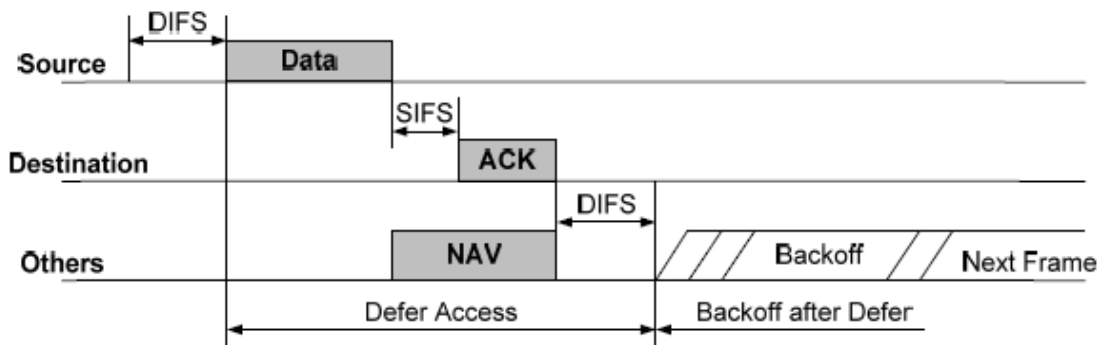 DIFS
Source
Data
SIFS
Destination
ACK
DIFS
Others
NAV
Backoff
Next Frame
Defer Access
Backoff after Defer